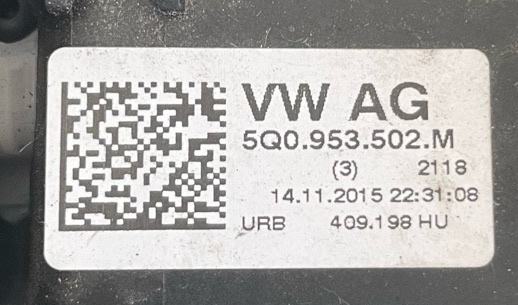 VW AG
5Q0.953.502.M
(3) 2118
14.11.2015 22:31:08
URB 409.198 HU